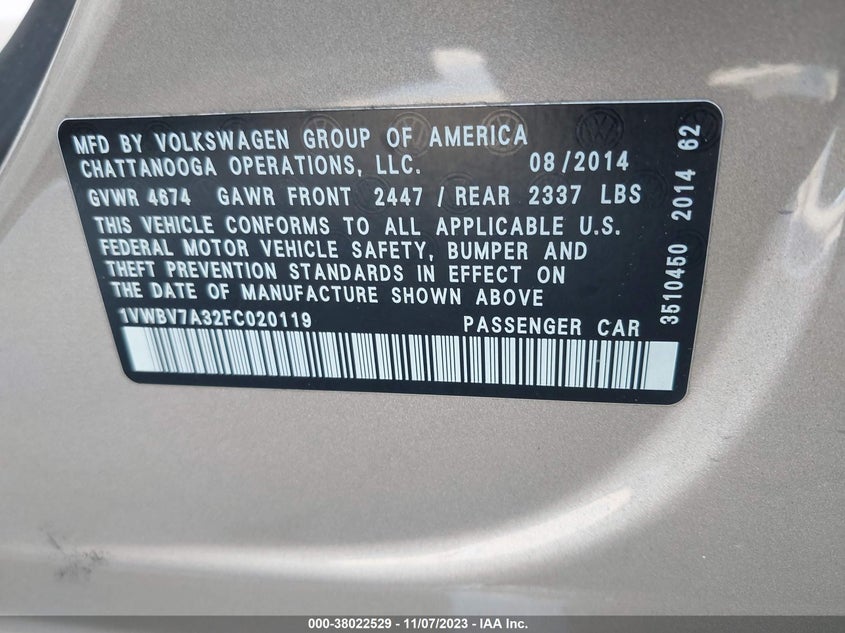 MFD BY VOLKSWAGEN GROUP OF AMERICA
CHATTANOOGA OPERATIONS, LLC. 08/2014
GVWR 4674 GAWR FRONT 2447 / REAR 2337 LBS
THIS VEHICLE CONFORMS TO ALL APPLICABLE U.S.
FEDERAL MOTOR VEHICLE SAFETY, BUMPER AND
THEFT PREVENTION STANDARDS IN EFFECT ON
THE DATE OF MANUFACTURE SHOWN ABOVE
1VWBV7A32FC020119 PASSENGER CAR
3510450 2014 62
000-38022529 - 11/07/2023 - IAA Inc.